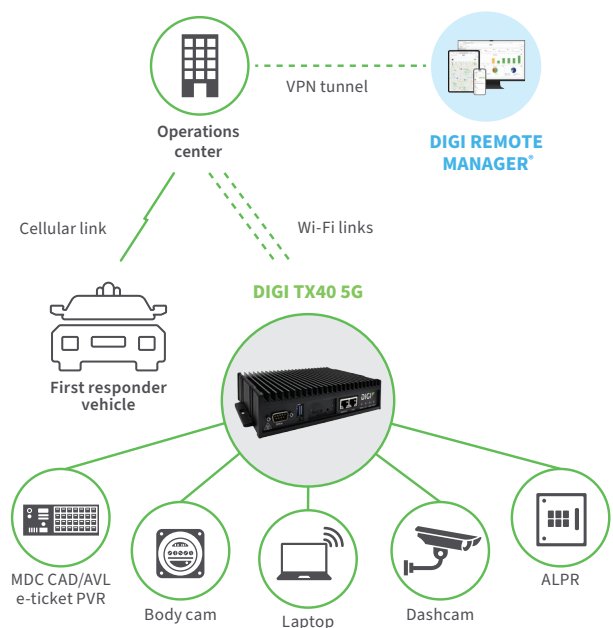 VPN tunnel
Operations
center
DIGI REMOTE
MANAGER®
Cellular link
Wi-Fi links
DIGI TX40 5G
First responder
vehicle
DIGI
MDC CAD/AVL
e-ticket PVR
Body cam
Laptop
Dashcam
ALPR